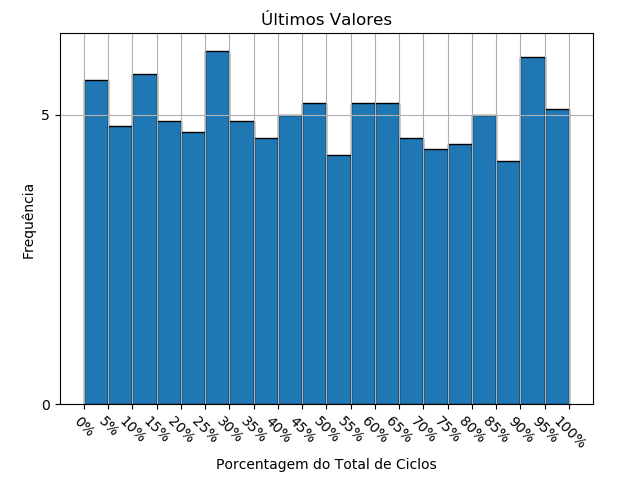 Últimos Valores
Frequência
5
0
0% 5% 10% 15% 20% 25% 30% 35% 40% 45% 50% 55% 60% 65% 70% 75% 80% 85% 90% 95% 100%
Porcentagem do Total de Ciclos